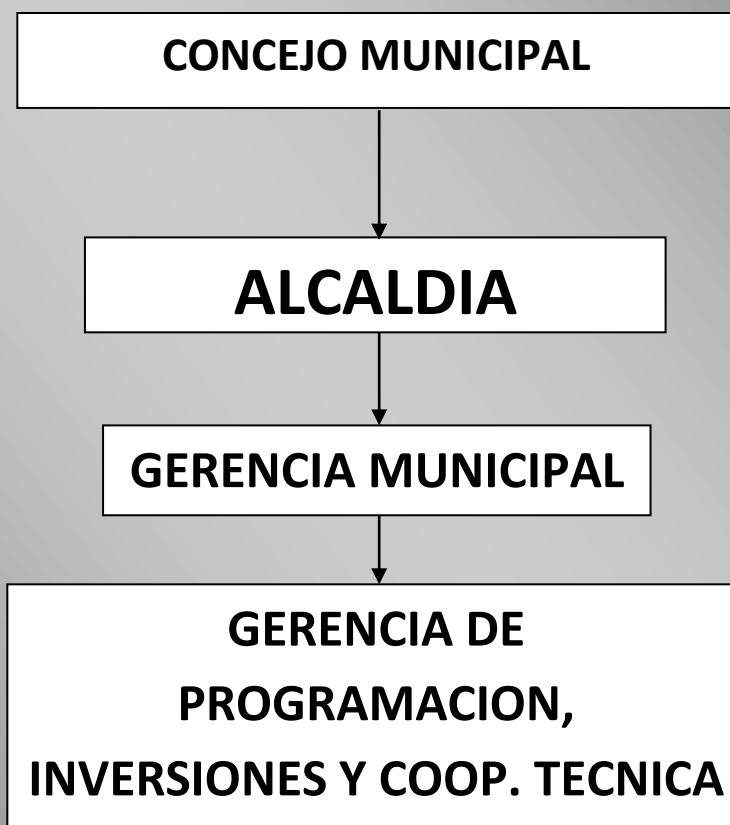 CONCEJO MUNICIPAL
ALCALDIA
GERENCIA MUNICIPAL
GERENCIA DE
PROGRAMACION,
INVERSIONES Y COOP. TECNICA